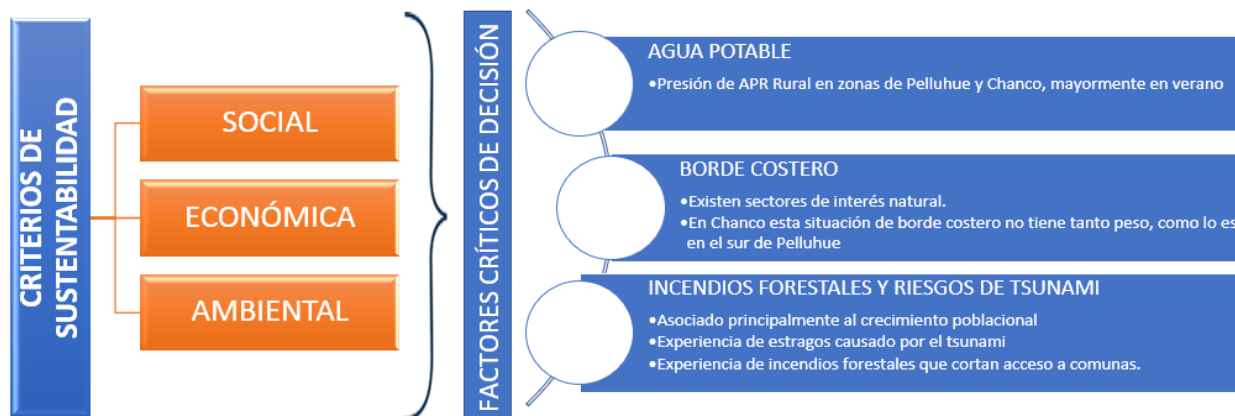 CRITERIOS DE
SUSTENTABILIDAD
SOCIAL
ECONÓMICA
AMBIENTAL
FACTORES CRÍTICOS DE DECISIÓN
AGUA POTABLE
•Presión de APR Rural en zonas de Pelluhue y Chanco, mayormente en verano
BORDE COSTERO
•Existen sectores de interés natural.
•En Chanco esta situación de borde costero no tiene tanto peso, como lo es
en el sur de Pelluhue
INCENDIOS FORESTALES Y RIESGOS DE TSUNAMI
•Asociado principalmente al crecimiento poblacional
•Experiencia de estragos causado por el tsunami
•Experiencia de incendios forestales que cortan acceso a comunas.